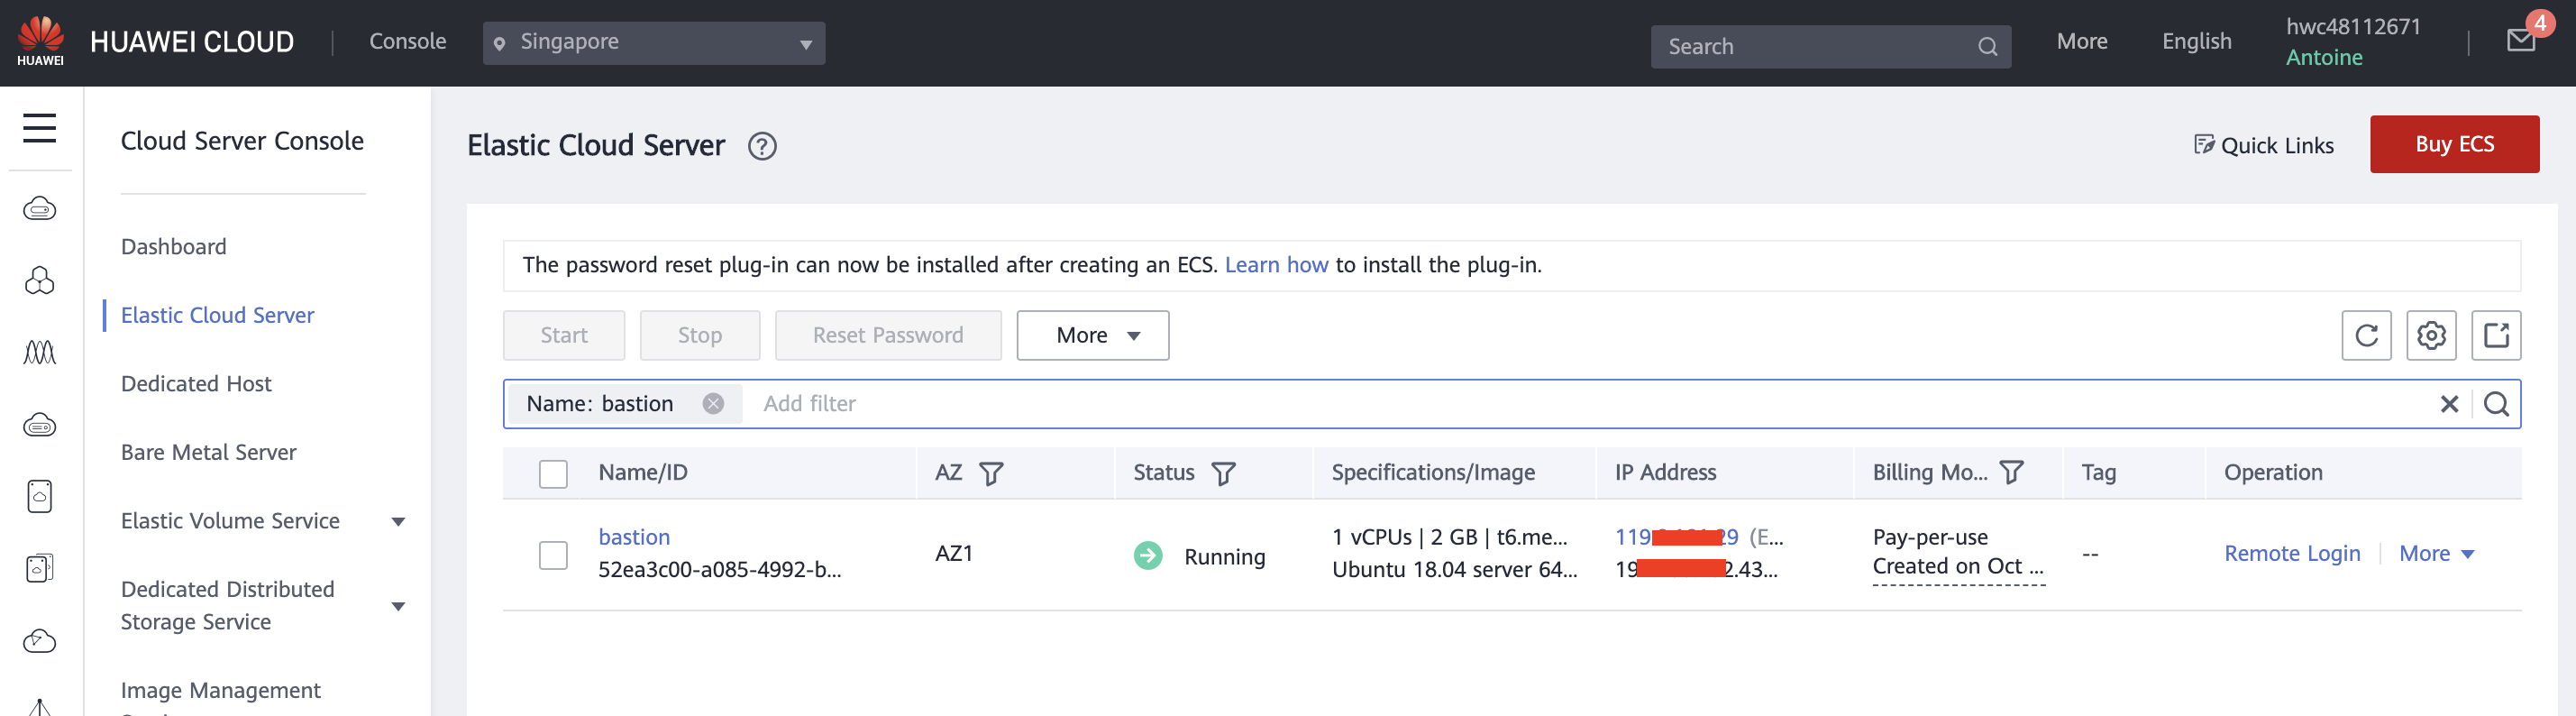 HUAWEI
HUAWEI CLOUD
Console
Singapore
Search
More
English
hwc48112671
Antoine
4
Cloud Server Console
Dashboard
Elastic Cloud Server
Dedicated Host
Bare Metal Server
Elastic Volume Service
Dedicated Distributed
Storage Service
Image Management
Elastic Cloud Server ?
Quick Links
Buy ECS
The password reset plug-in can now be installed after creating an ECS. Learn how to install the plug-in.
Start
Stop
Reset Password
More
Name: bastion
Add filter
Name/ID
AZ
Status
Specifications/Image
IP Address
Billing Mo...
Tag
Operation
bastion
52ea3c00-a085-4992-b...
AZ1
Running
1 vCPUs | 2 GB | t6.me...
Ubuntu 18.04 server 64...
119 29 (E...
19 2.43...
Pay-per-use
Created on Oct ...
--
Remote Login
More